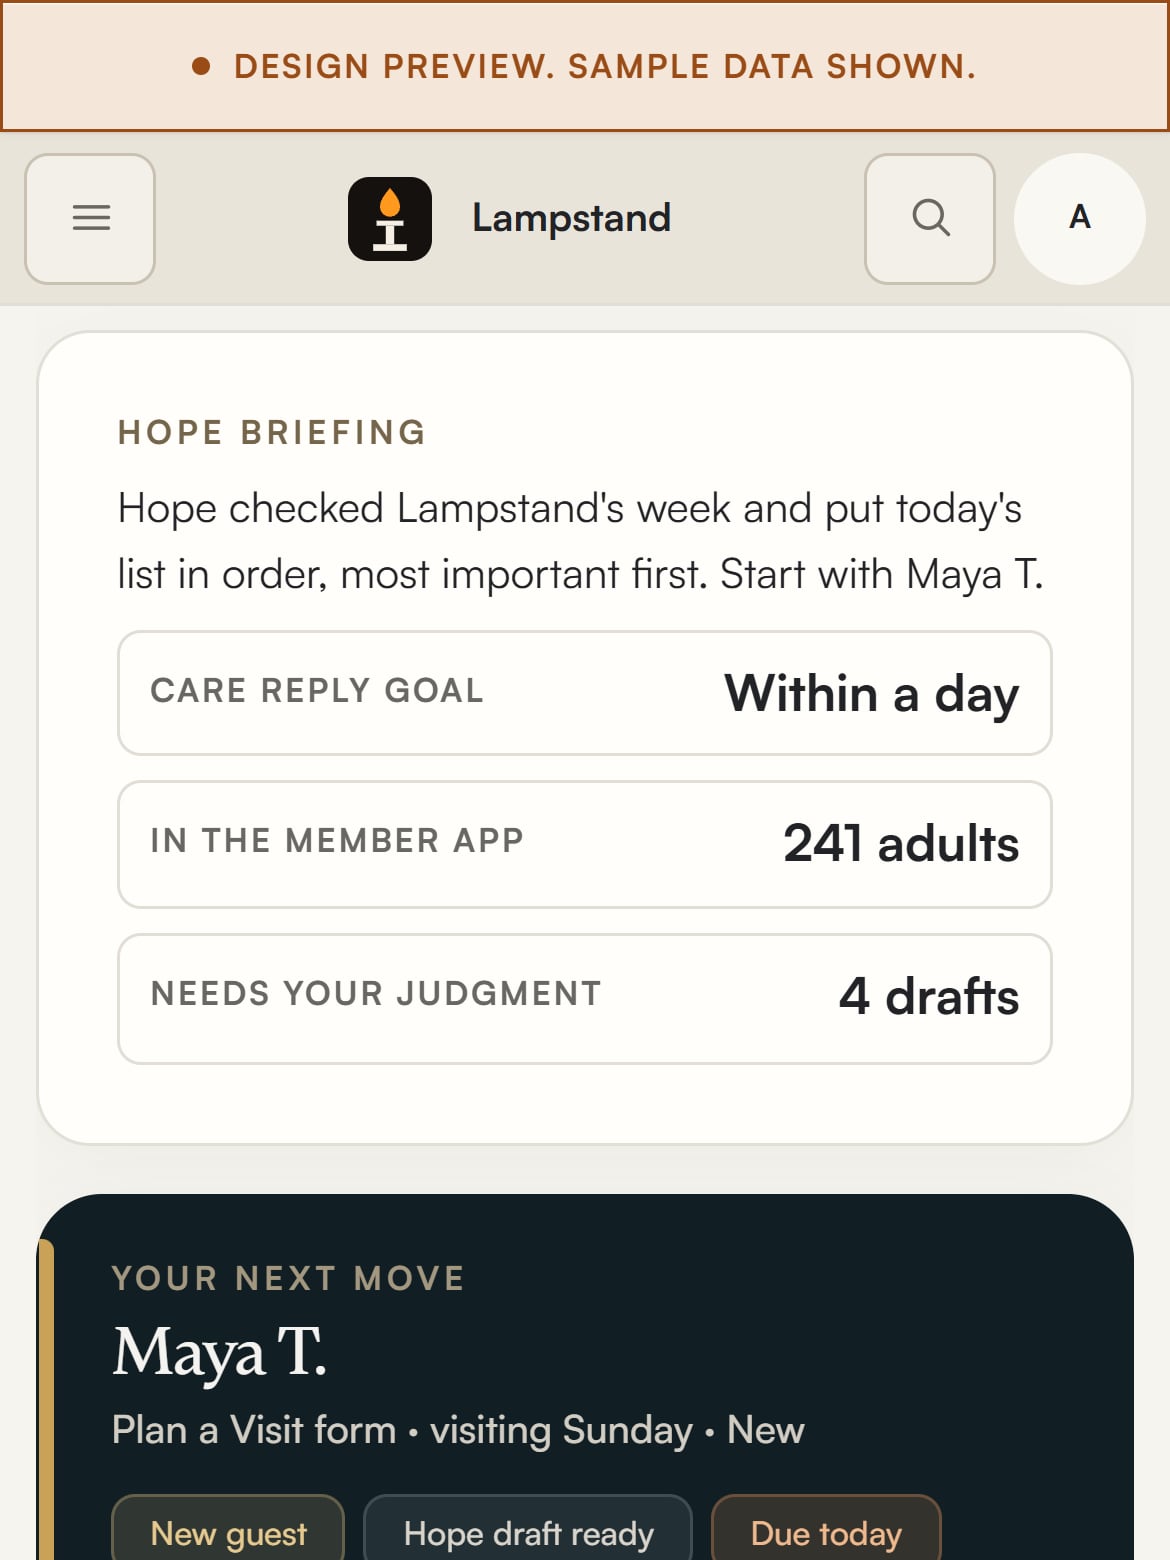 DESIGN PREVIEW. SAMPLE DATA SHOWN.
Lampstand
A
HOPE BRIEFING
Hope checked Lampstand's week and put today's
list in order, most important first. Start with Maya T.
CARE REPLY GOAL
Within a day
IN THE MEMBER APP
241 adults
NEEDS YOUR JUDGMENT
4 drafts
YOUR NEXT MOVE
Maya T.
Plan a Visit form · visiting Sunday · New
New guest
Hope draft ready
Due today